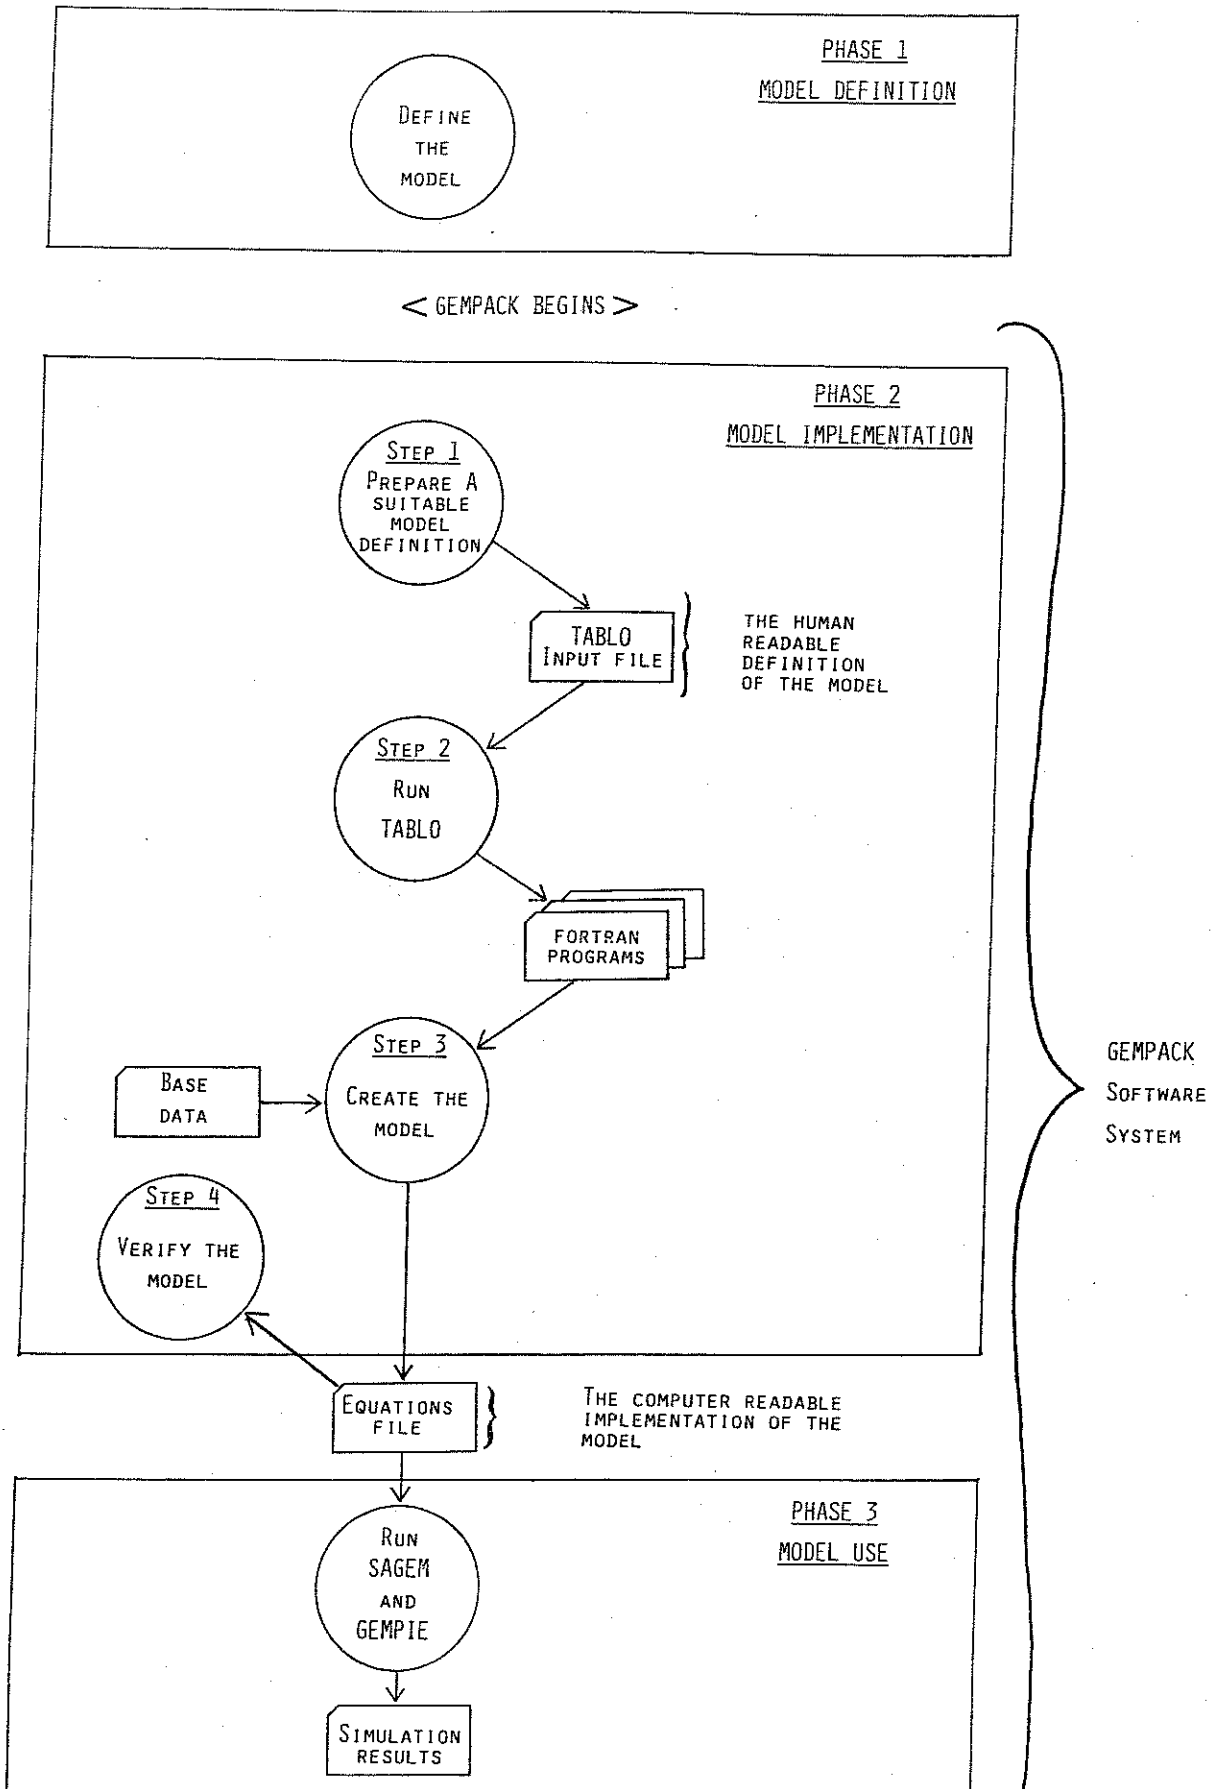 PHASE 1
MODEL DEFINITION
DEFINE
THE
MODEL
< GEMPACK BEGINS >
PHASE 2
MODEL IMPLEMENTATION
STEP 1
PREPARE A
SUITABLE
MODEL
DEFINITION
TABLO
INPUT FILE
THE HUMAN
READABLE
DEFINITION
OF THE MODEL
STEP 2
RUN
TABLO
FORTRAN
PROGRAMS
STEP 3
CREATE THE
MODEL
BASE
DATA
GEMPACK
SOFTWARE
SYSTEM
STEP 4
VERIFY THE
MODEL
EQUATIONS
FILE
THE COMPUTER READABLE
IMPLEMENTATION OF THE
MODEL
PHASE 3
MODEL USE
RUN
SAGEM
AND
GEMPIE
SIMULATION
RESULTS